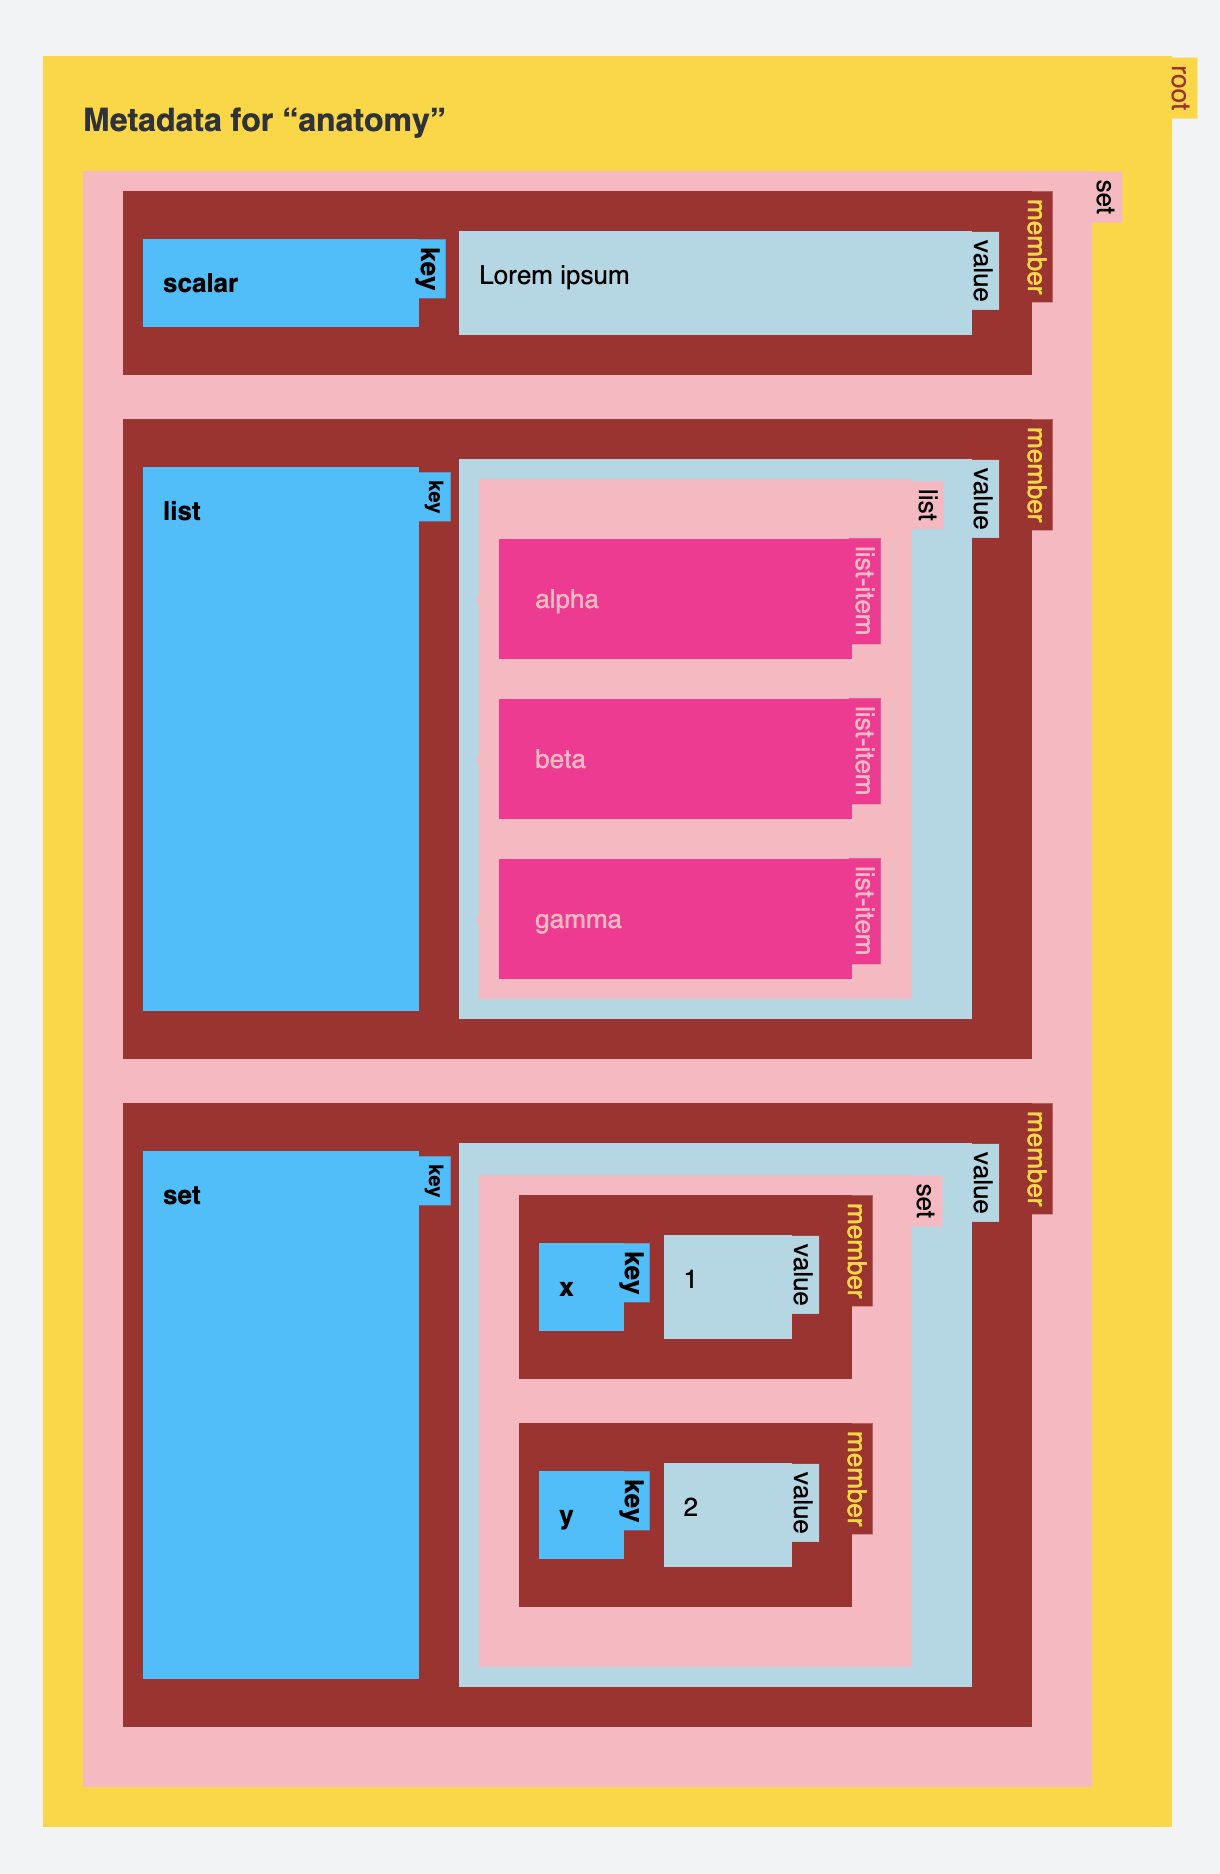 root
Metadata for “anatomy”
set
member
scalar
key
Lorem ipsum
value
member
list
key
value
list
alpha
list-item
beta
list-item
gamma
list-item
member
set
key
value
set
member
x
key
1
value
member
y
key
2
value